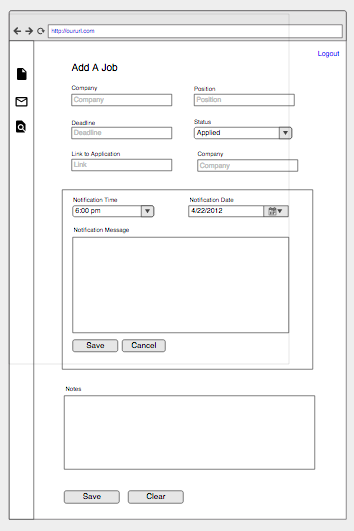 http://oururl.com
Logout
Add A Job
Company
Position
Company
Position
Deadline
Status
Deadline
Applied
Link to Application
Company
Link
Company
Notification Time
Notification Date
6:00 pm
4/22/2012
Notification Message
Save
Cancel
Notes
Save
Clear